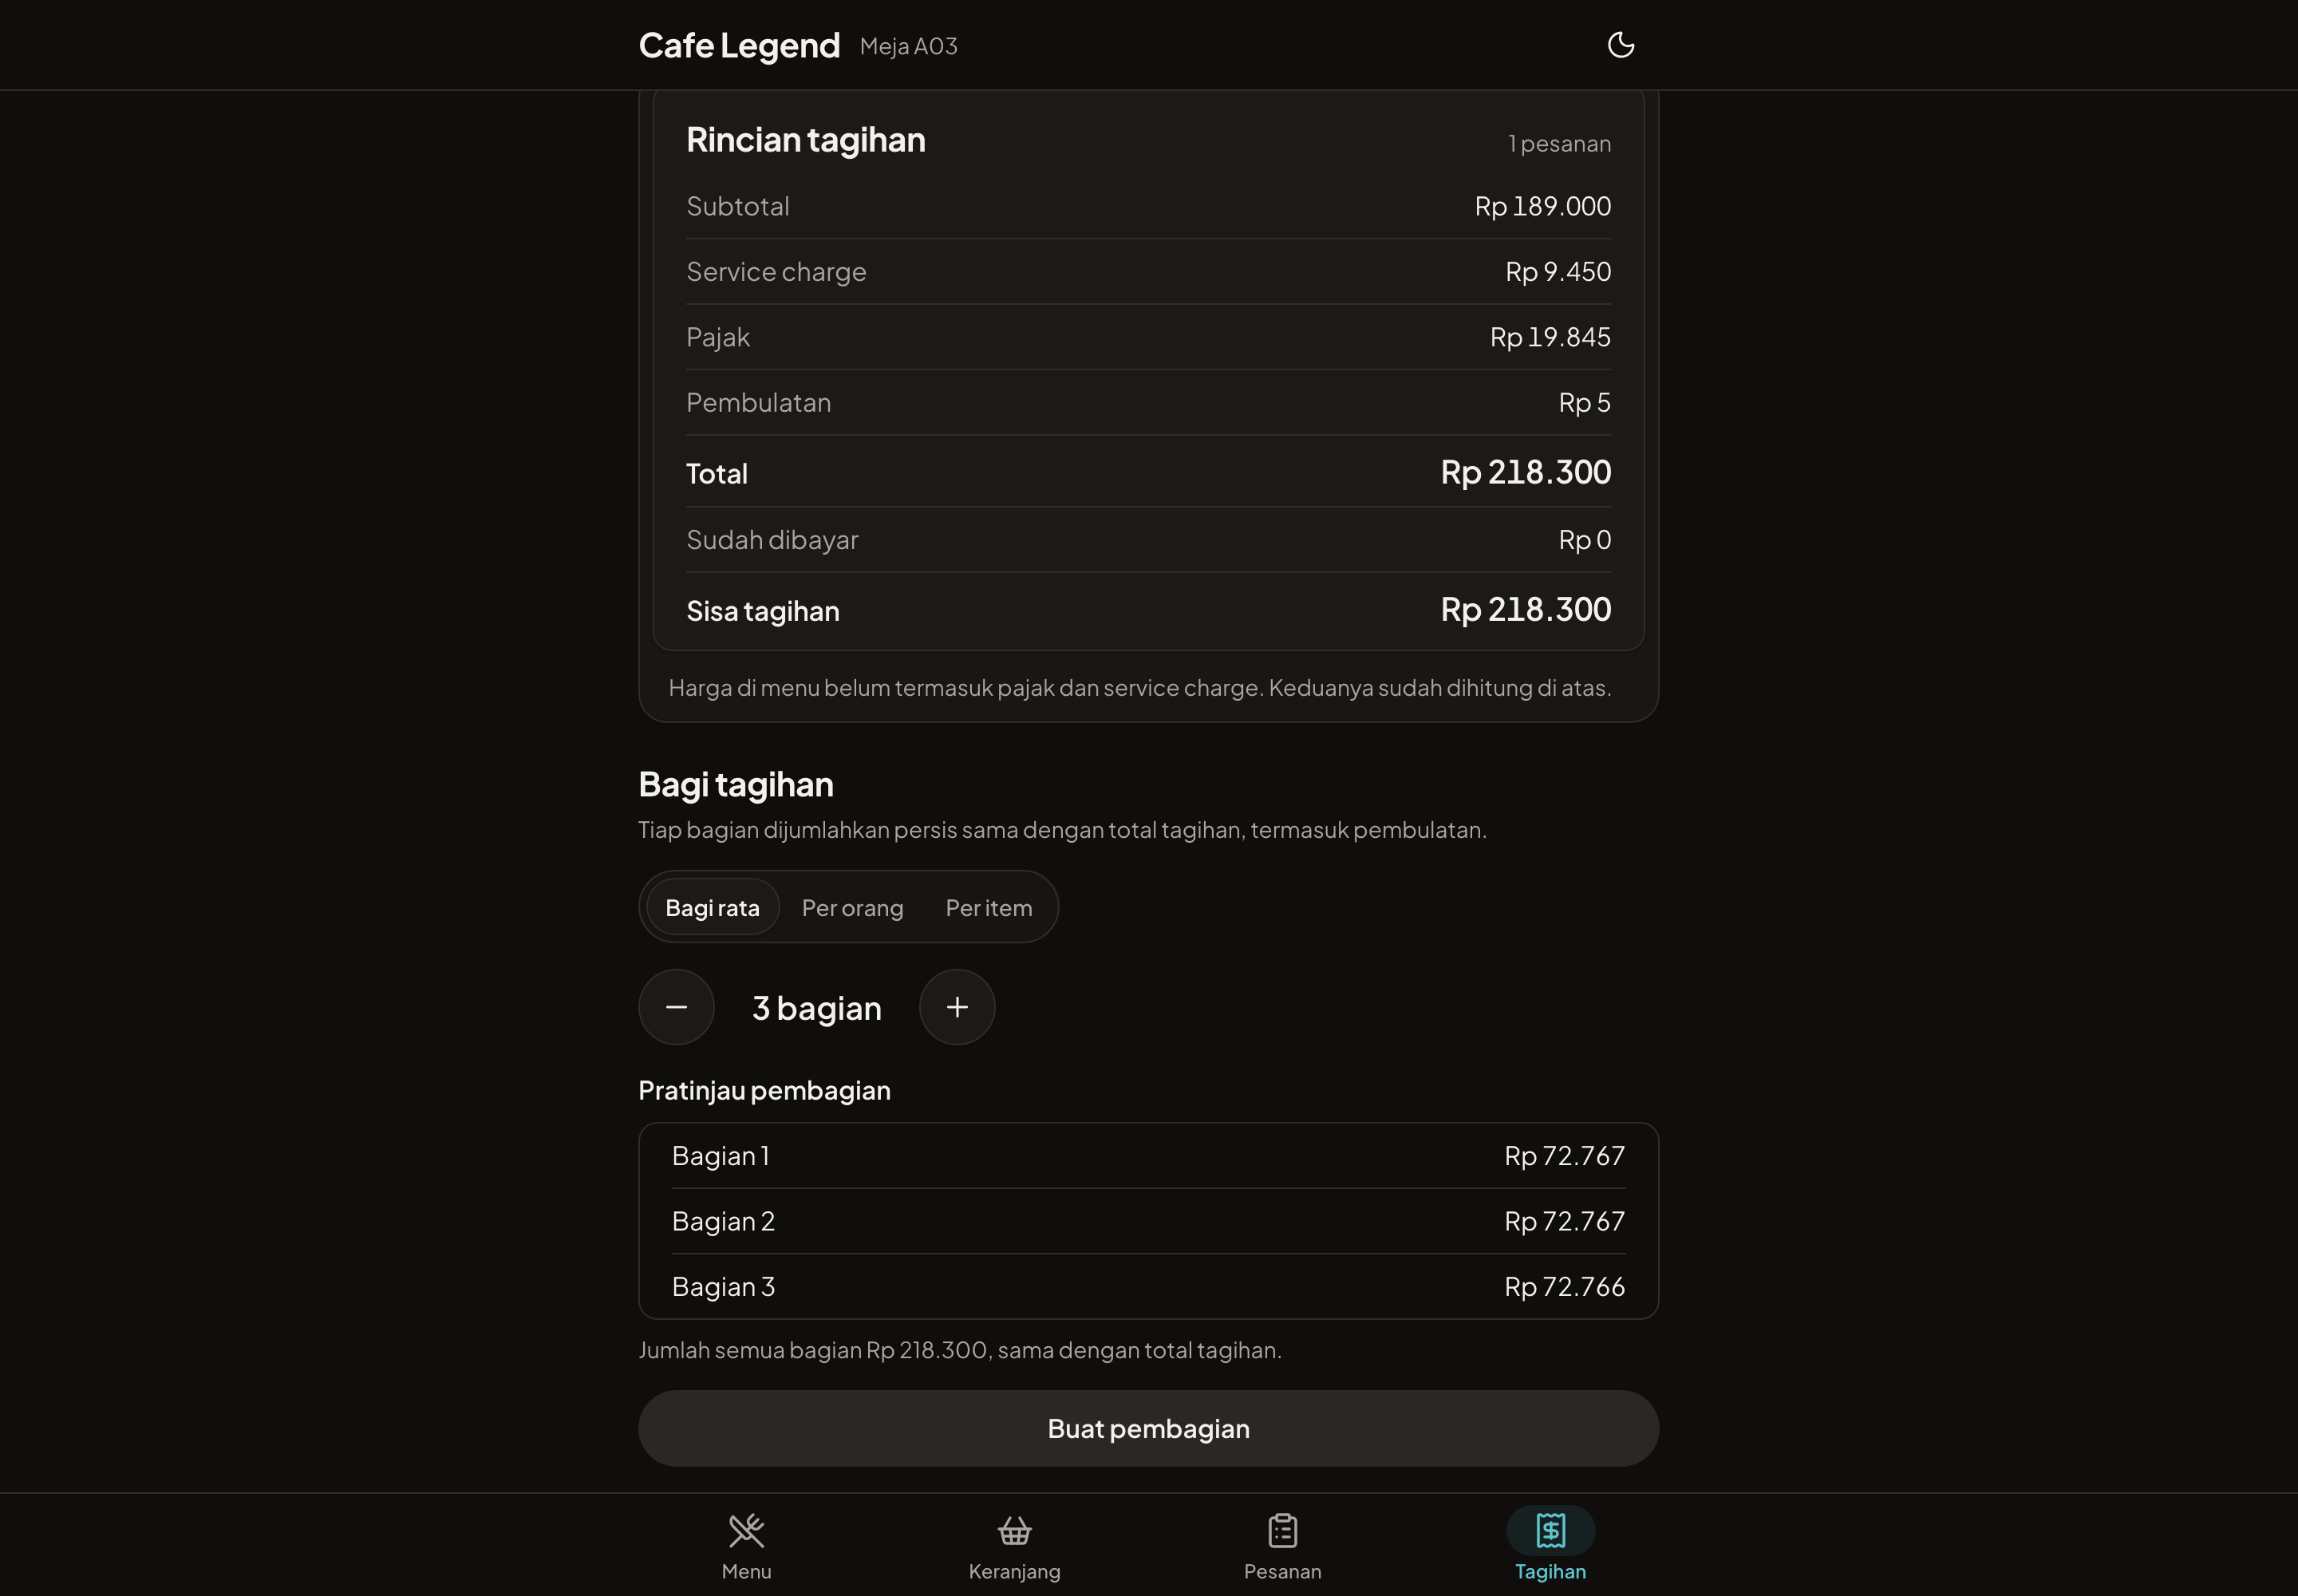 Cafe Legend Meja A03
Rincian tagihan 1 pesanan
Subtotal Rp 189.000
Service charge Rp 9.450
Pajak Rp 19.845
Pembulatan Rp 5
Total Rp 218.300
Sudah dibayar Rp 0
Sisa tagihan Rp 218.300
Harga di menu belum termasuk pajak dan service charge. Keduanya sudah dihitung di atas.
Bagi tagihan
Tiap bagian dijumlahkan persis sama dengan total tagihan, termasuk pembulatan.
Bagi rata Per orang Per item
3 bagian
Pratinjau pembagian
Bagian 1 Rp 72.767
Bagian 2 Rp 72.767
Bagian 3 Rp 72.766
Jumlah semua bagian Rp 218.300, sama dengan total tagihan.
Buat pembagian
Menu Keranjang Pesanan Tagihan